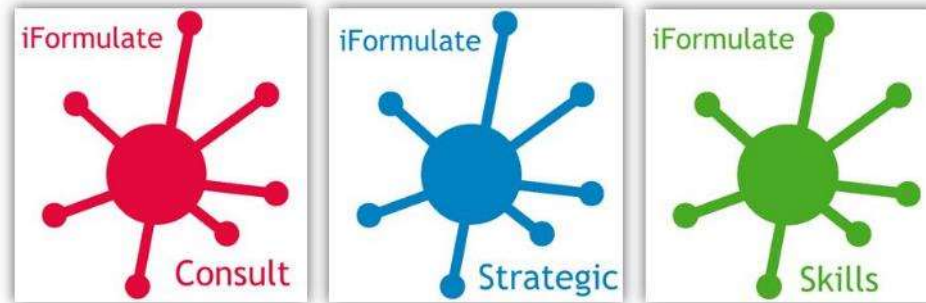 iFormulate
Consult
iFormulate
Strategic
iFormulate
Skills